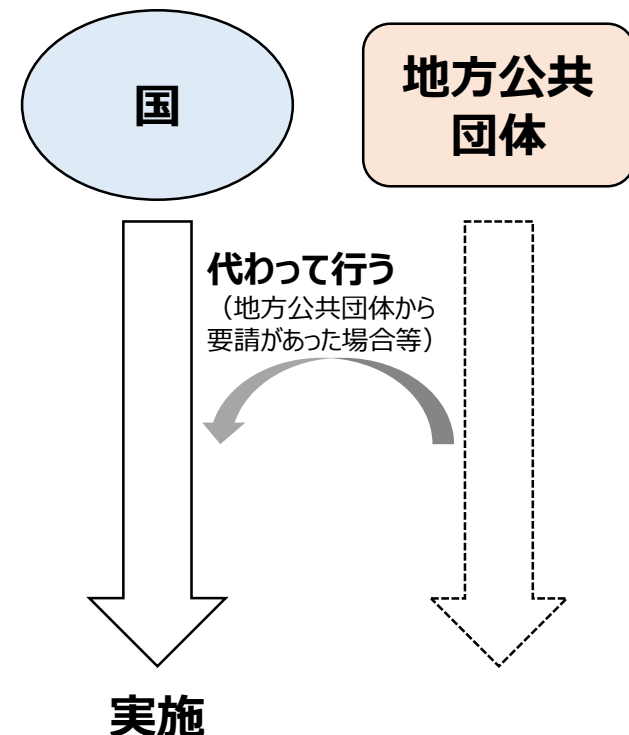 国
地方公共
団体
代わって行う
（地方公共団体から
要請があった場合等）
実施